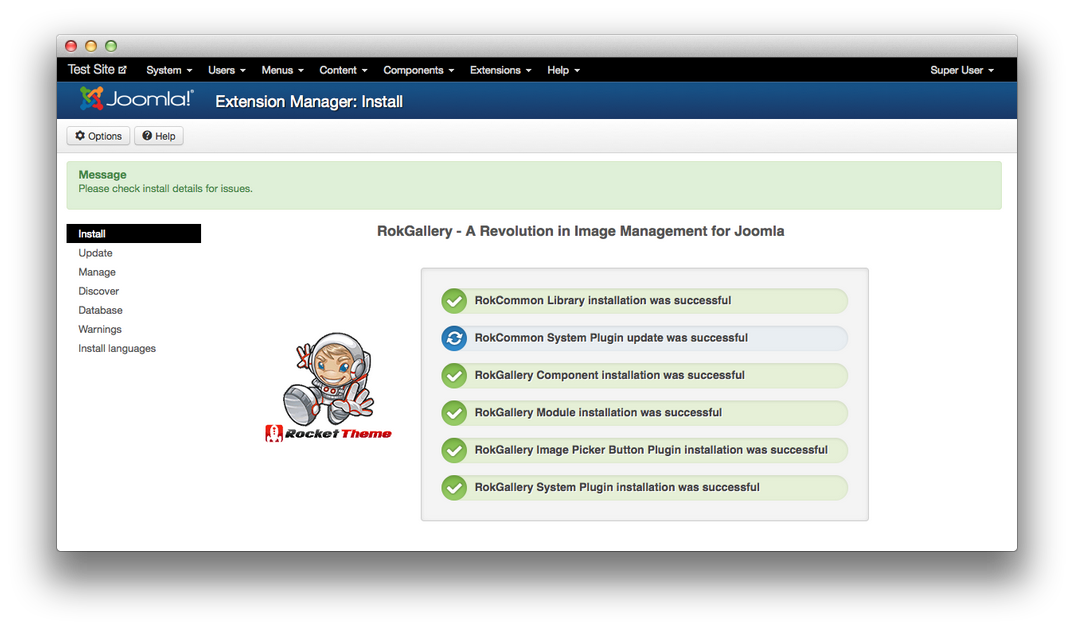 Test Site System Users Menus Content Components Extensions Help Super User
Joomla!® Extension Manager: Install
Options Help
Message
Please check install details for issues.
Install
Update
Manage
Discover
Database
Warnings
Install languages
RokGallery - A Revolution in Image Management for Joomla
RocketTheme
RokCommon Library installation was successful
RokCommon System Plugin update was successful
RokGallery Component installation was successful
RokGallery Module installation was successful
RokGallery Image Picker Button Plugin installation was successful
RokGallery System Plugin installation was successful